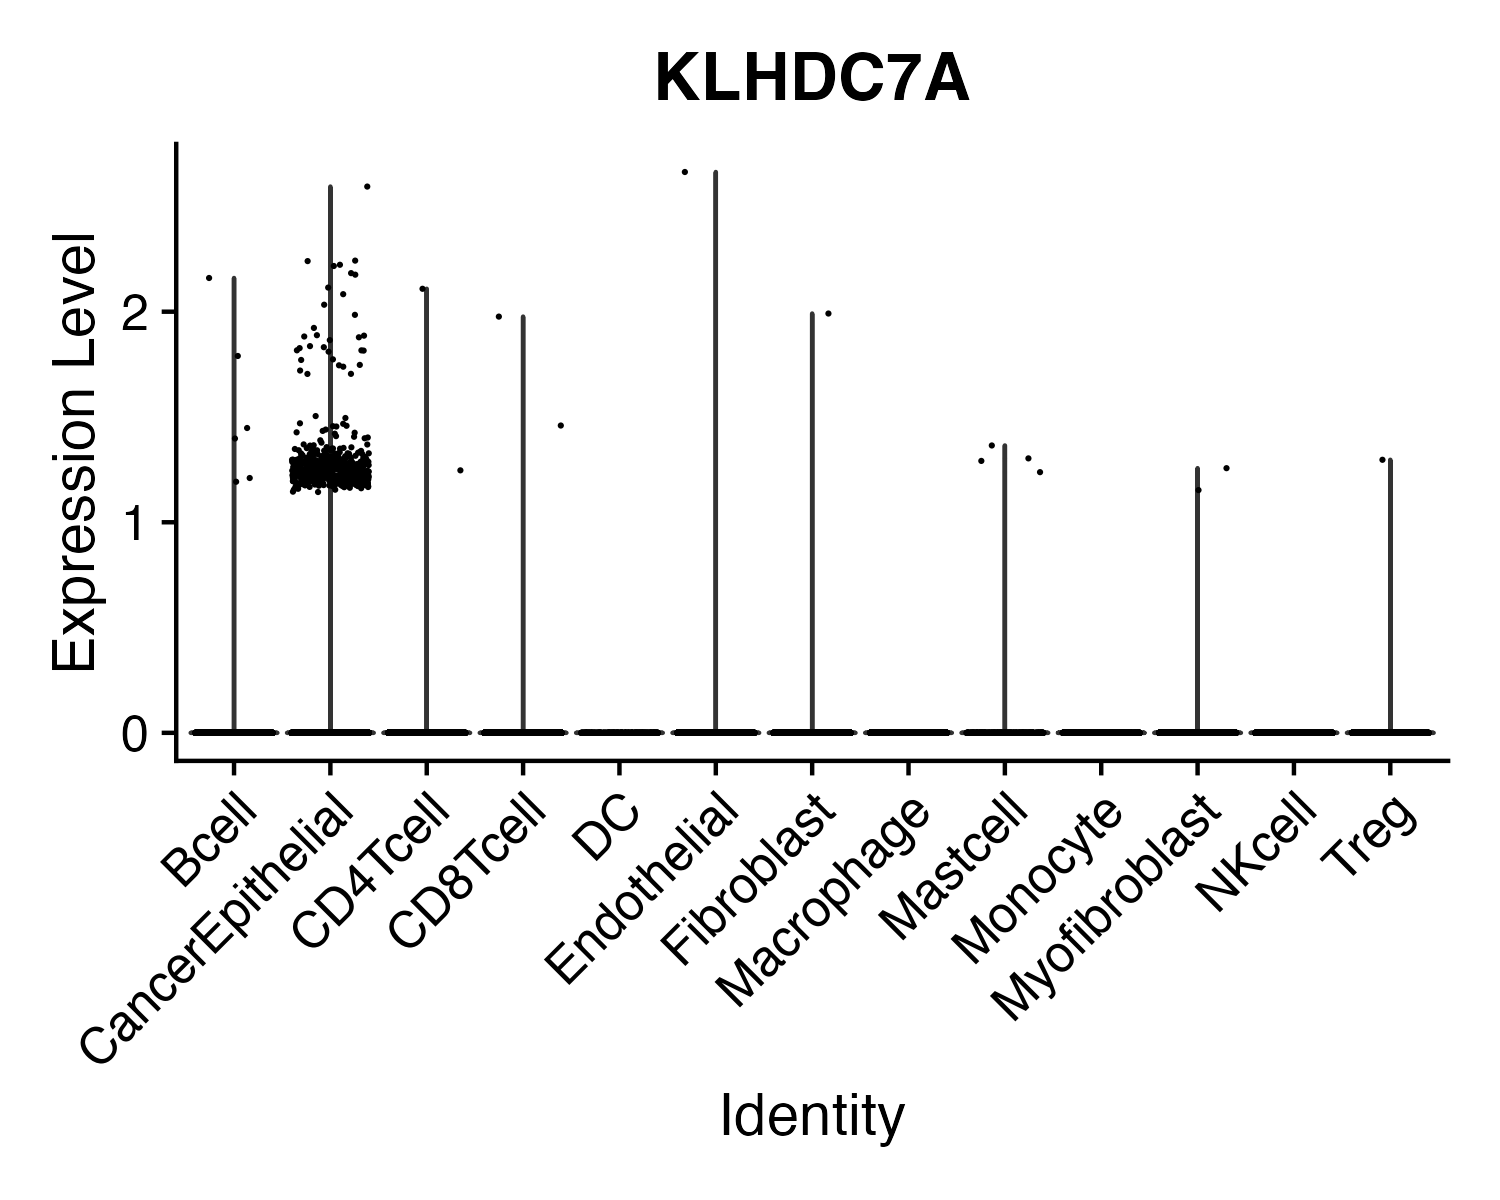 KLHDC7A
Expression Level
2
1
0
Bcell
CancerEpithelial
CD4Tcell
CD8Tcell
DC
Endothelial
Fibroblast
Macrophage
Mastcell
Monocyte
Myofibroblast
NKcell
Treg
Identity